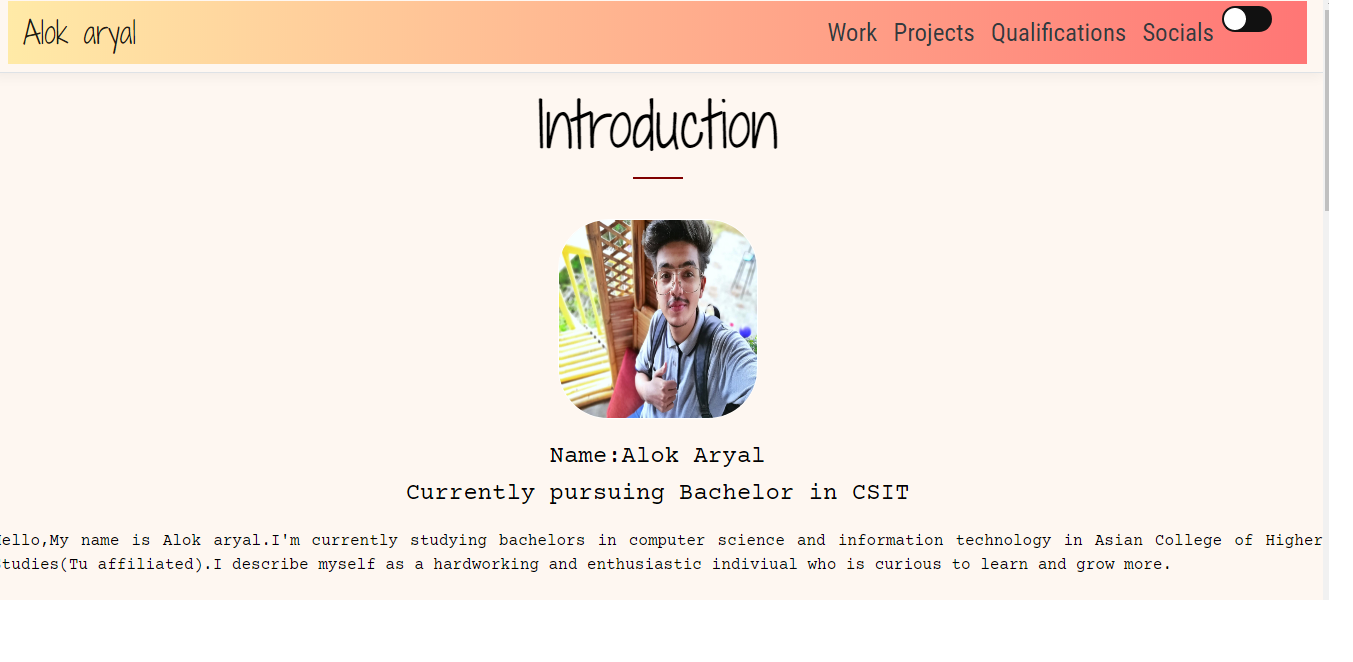 Alok aryal
Work Projects Qualifications Socials
Introduction
Name:Alok Aryal
Currently pursuing Bachelor in CSIT
ello,My name is Alok aryal.I'm currently studying bachelors in computer science and information technology in Asian College of Higher
tudies(Tu affiliated).I describe myself as a hardworking and enthusiastic indiviual who is curious to learn and grow more.